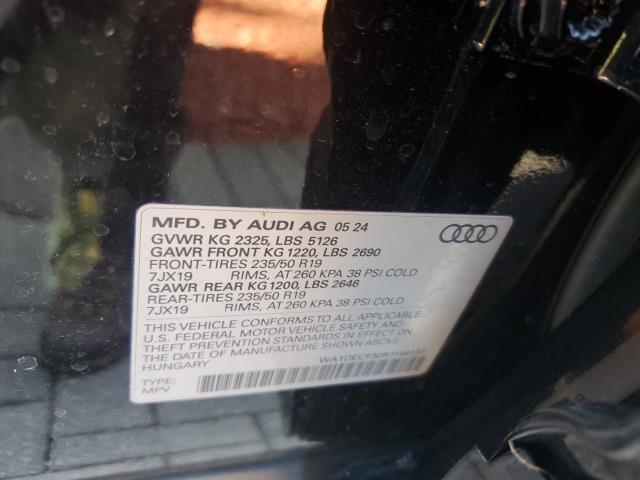 MFD. BY AUDI AG 05 24
GVWR KG 2325, LBS 5126
GAWR FRONT KG 1220, LBS 2690
FRONT-TIRES 235/50 R19
7JX19 RIMS, AT 260 KPA 38 PSI COLD
GAWR REAR KG 1200, LBS 2646
REAR-TIRES 235/50 R19
7JX19 RIMS, AT 260 KPA 38 PSI COLD
THIS VEHICLE CONFORMS TO ALL APPLICABLE
U.S. FEDERAL MOTOR VEHICLE SAFETY AND
THEFT PREVENTION STANDARDS IN EFFECT ON
THE DATE OF MANUFACTURE SHOWN ABOVE.
HUNGARY
TYPE:
MPV